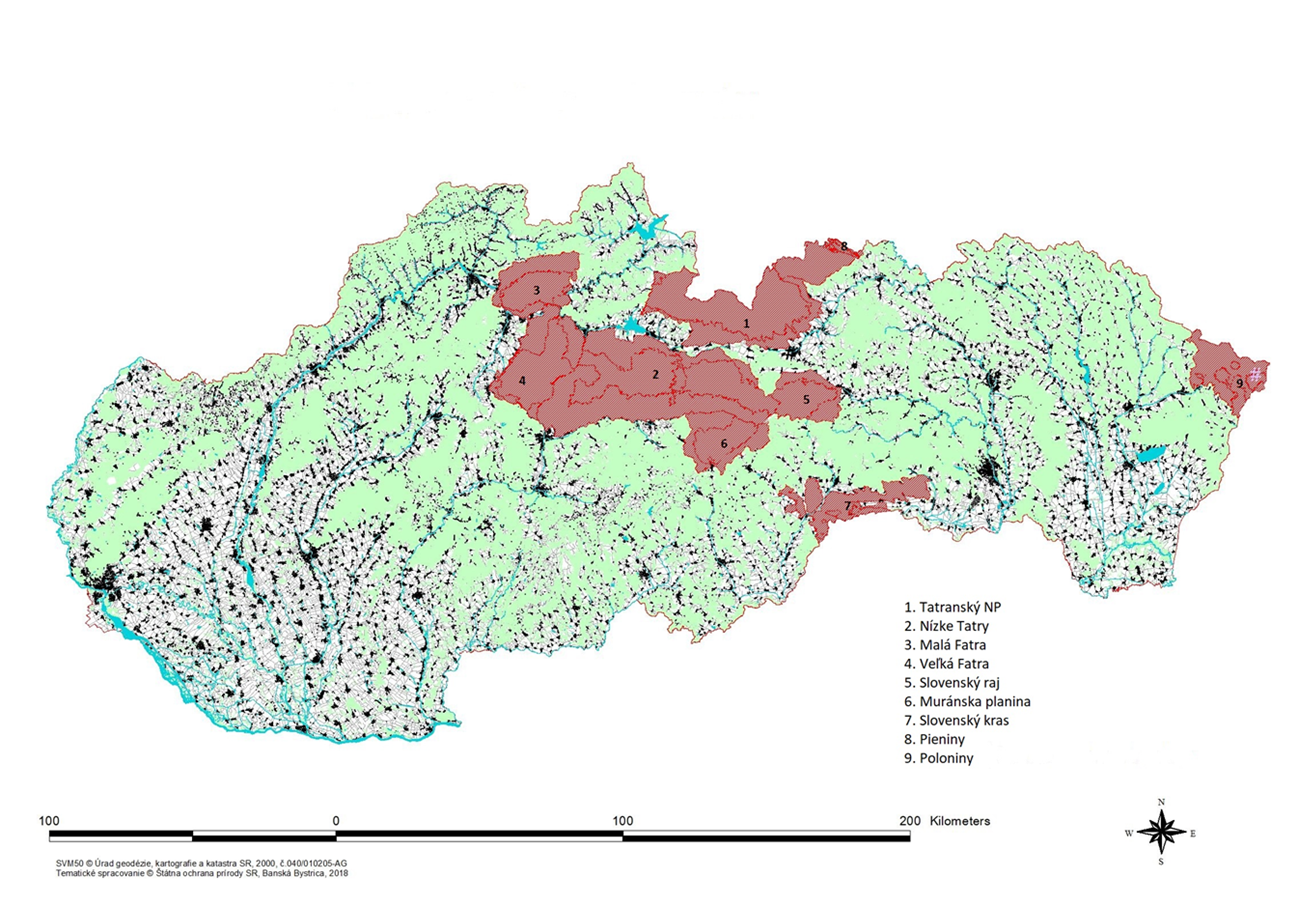 8
3
1
2
4
9
5
6
7
1. Tatranský NP
2. Nízke Tatry
3. Malá Fatra
4. Veľká Fatra
5. Slovenský raj
6. Muránska planina
7. Slovenský kras
8. Pieniny
9. Poloniny
100 0 100 200 Kilometers
N
W E
S
SVM50 © Úrad geodézie, kartografie a katastra SR, 2000, č.040/010205-AG
Tematické spracovanie © Štátna ochrana prírody SR, Banská Bystrica, 2018